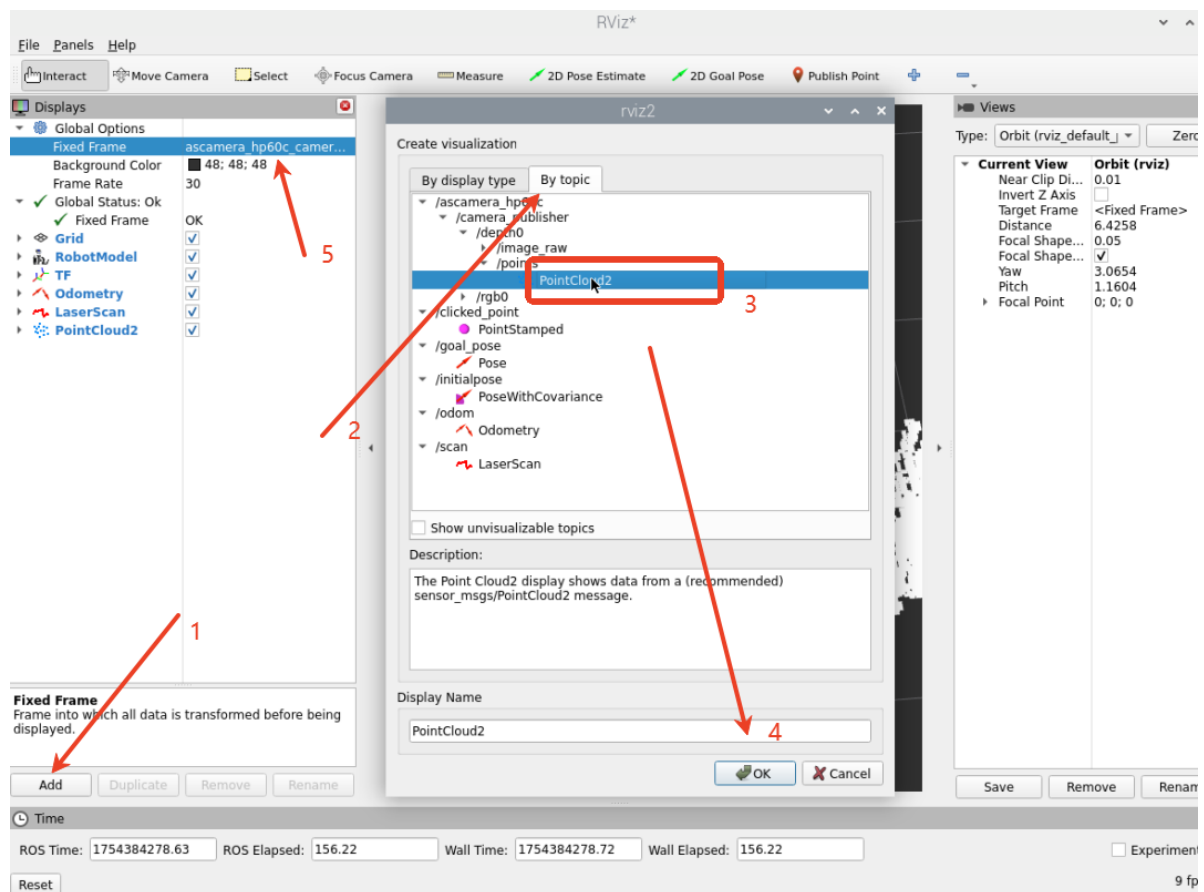 RViz*
File Panels Help
Interact Move Camera Select Focus Camera Measure 2D Pose Estimate 2D Goal Pose Publish Point
Displays
Global Options
Fixed Frame ascamera_hp60c_camer...
Background Color 48; 48; 48
Frame Rate 30
Global Status: Ok
Fixed Frame OK
Grid
RobotModel
TF
Odometry
LaserScan
PointCloud2
5
2
1
Fixed Frame
Frame into which all data is transformed before being
displayed.
Add Duplicate Remove Rename
rviz2
Create visualization
By display type By topic
/ascamera_hp60c
/camera_publisher
/depth0
/image_raw
/points
PointCloud2
3
/rgb0
/clicked_point
PointStamped
/goal_pose
Pose
/initialpose
PoseWithCovariance
/odom
Odometry
/scan
LaserScan
Show unvisualizable topics
Description:
The Point Cloud2 display shows data from a (recommended)
sensor_msgs/PointCloud2 message.
Display Name
PointCloud2
4
OK Cancel
Views
Type: Orbit (rviz_default_ Zero
Current View Orbit (rviz)
Near Clip Di... 0.01
Invert Z Axis
Target Frame <Fixed Frame>
Distance 6.4258
Focal Shape... 0.05
Focal Shape...
Yaw 3.0654
Pitch 1.1604
Focal Point 0; 0; 0
Save Remove Renam
Time
ROS Time: 1754384278.63 ROS Elapsed: 156.22 Wall Time: 1754384278.72 Wall Elapsed: 156.22 Experiment
Reset 9 fp